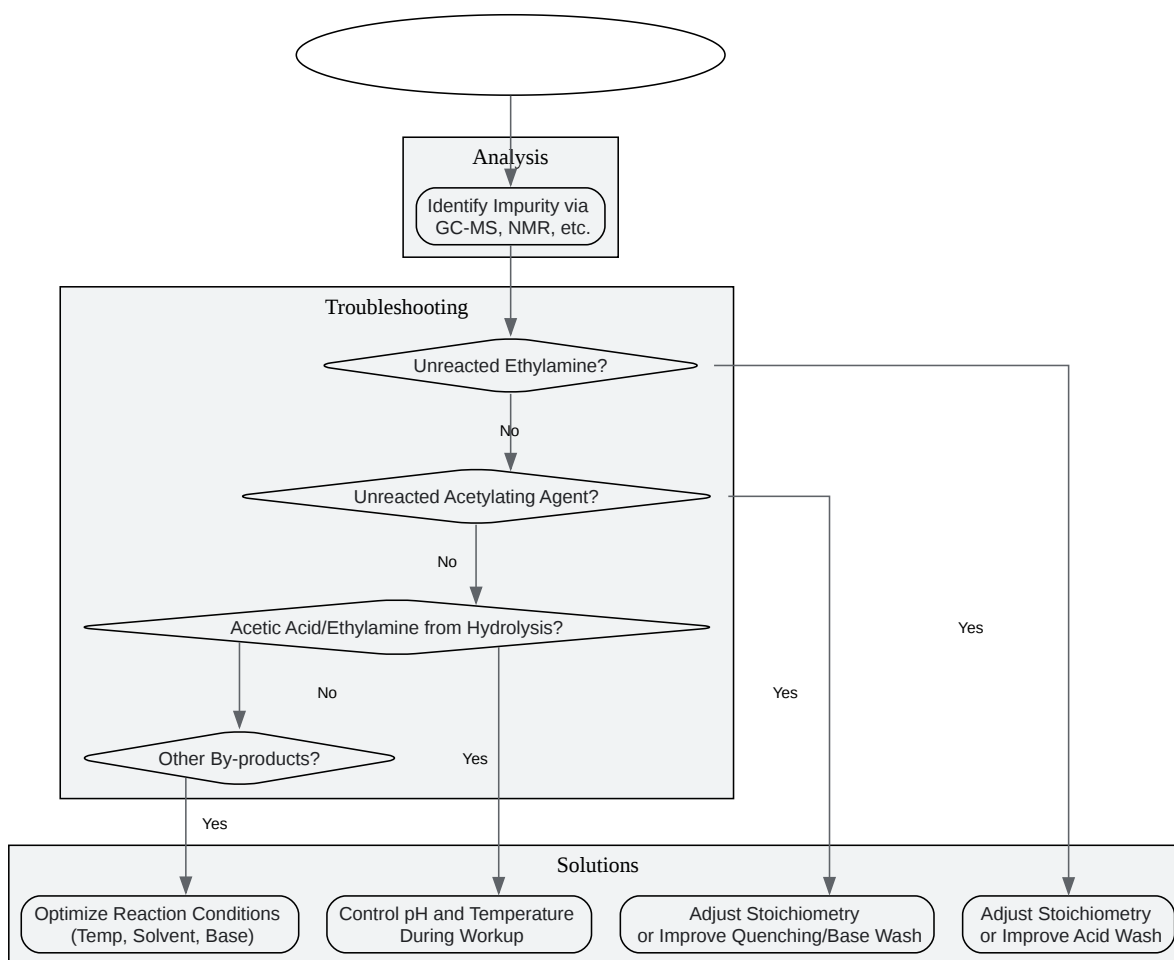 Analysis
Identify Impurity via
GC-MS, NMR, etc.
Troubleshooting
Unreacted Ethylamine?
No
Unreacted Acetylating Agent?
No
Acetic Acid/Ethylamine from Hydrolysis?
Yes
No
Yes
Other By-products?
Yes
Yes
Solutions
Optimize Reaction Conditions
(Temp, Solvent, Base)
Control pH and Temperature
During Workup
Adjust Stoichiometry
or Improve Quenching/Base Wash
Adjust Stoichiometry
or Improve Acid Wash